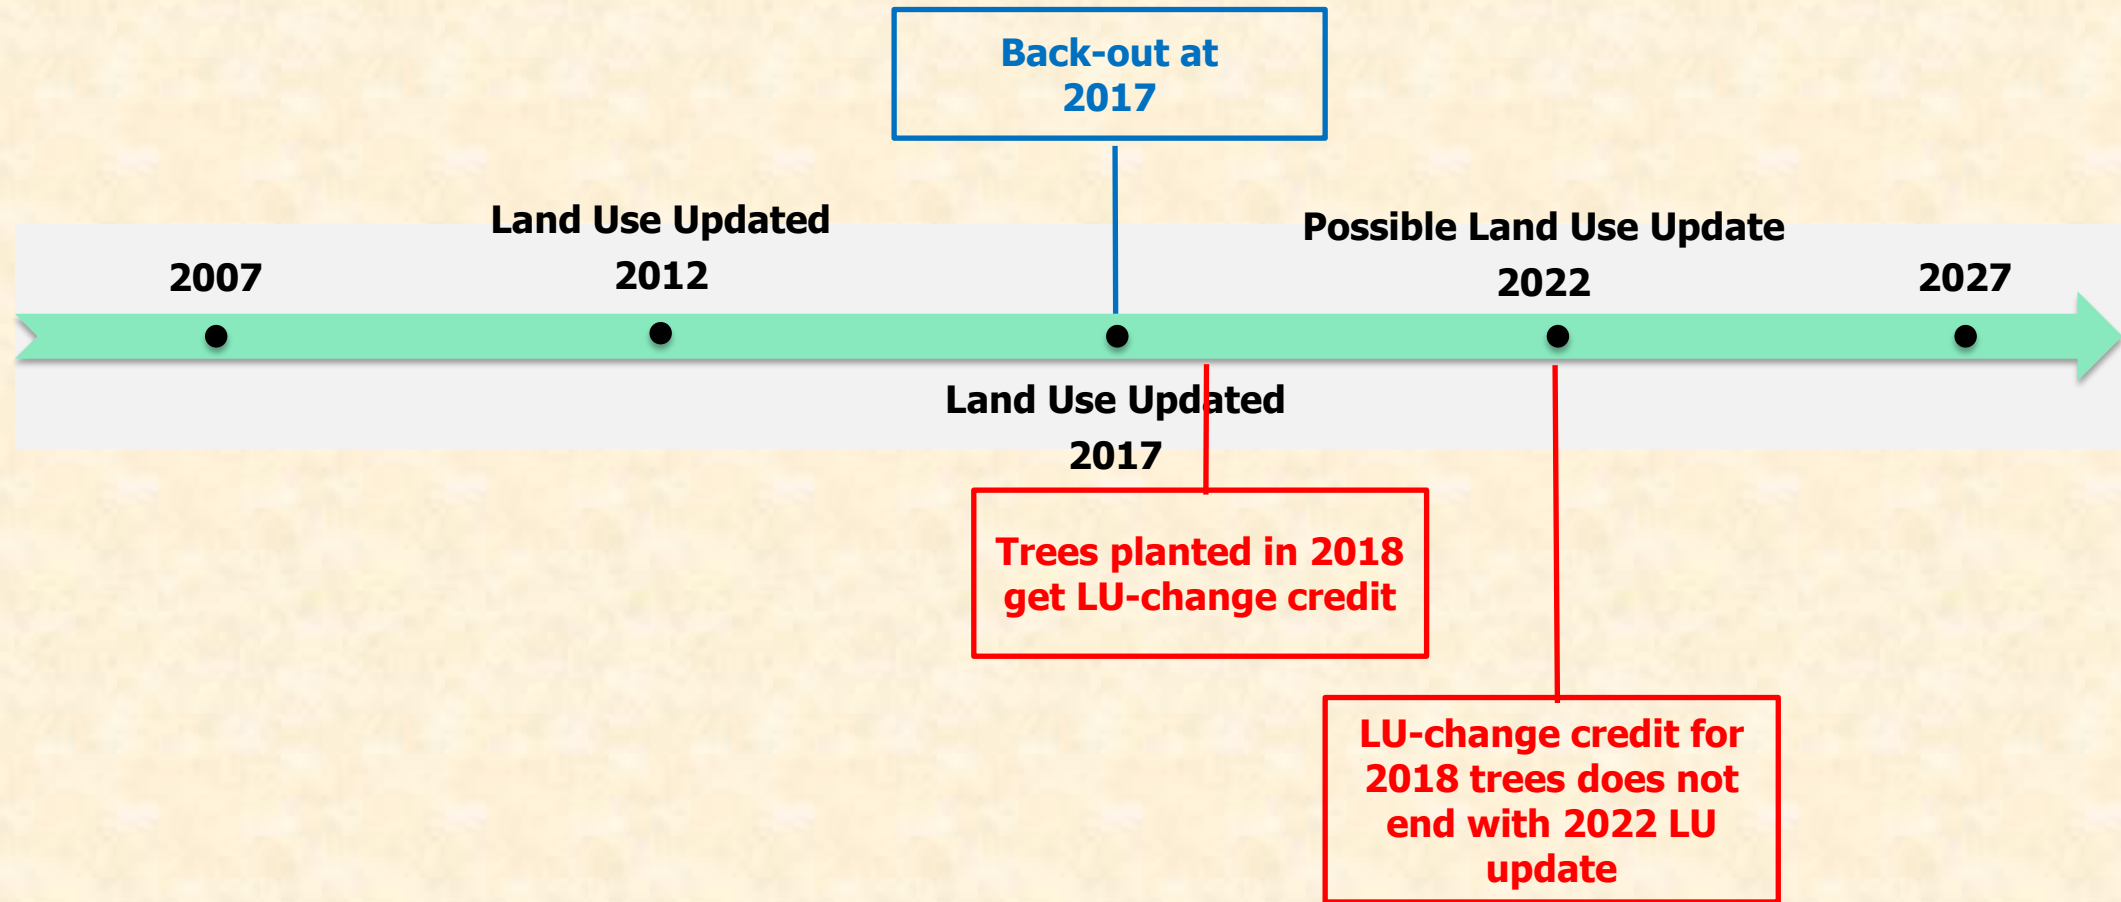 Back-out at
2017
Land Use Updated
Possible Land Use Update
2007
2012
2022
2027
Land Use Updated
2017
Trees planted in 2018
get LU-change credit
LU-change credit for
2018 trees does not
end with 2022 LU
update